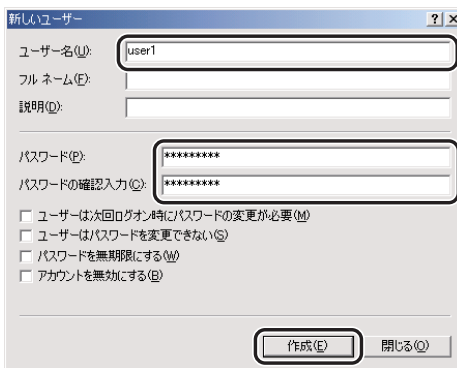 新しいユーザー ? ×
ユーザー名(U): user1
フル ネーム(F):
説明(D):
パスワード(P): *********
パスワードの確認入力(C): *********
ユーザーは次回ログオン時にパスワードの変更が必要(M)
ユーザーはパスワードを変更できない(S)
パスワードを無期限にする(W)
アカウントを無効にする(B)
作成(E) 閉じる(O)